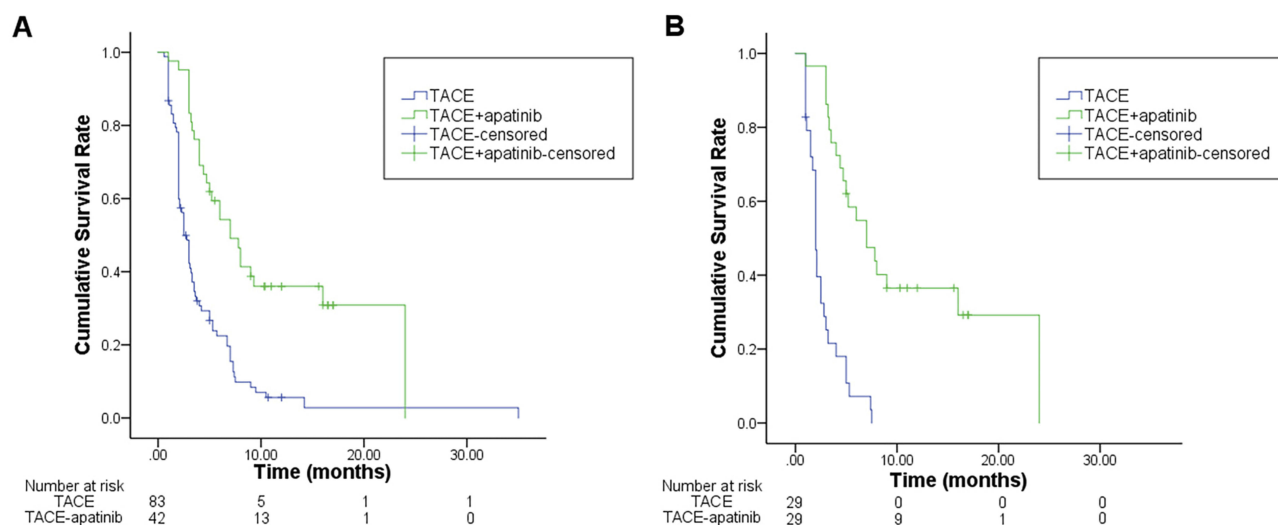 A
Cumulative Survival Rate
1.0
0.8
0.6
0.4
0.2
0.0
TACE
TACE+apatinib
TACE-censored
TACE+apatinib-censored
.00 10.00 20.00 30.00
Time (months)
Number at risk
TACE 83 5 1 1
TACE-apatinib 42 13 1 0
B
Cumulative Survival Rate
1.0
0.8
0.6
0.4
0.2
0.0
TACE
TACE+apatinib
TACE-censored
TACE+apatinib-censored
.00 10.00 20.00 30.00
Time (months)
Number at risk
TACE 29 0 0 0
TACE-apatinib 29 9 1 0